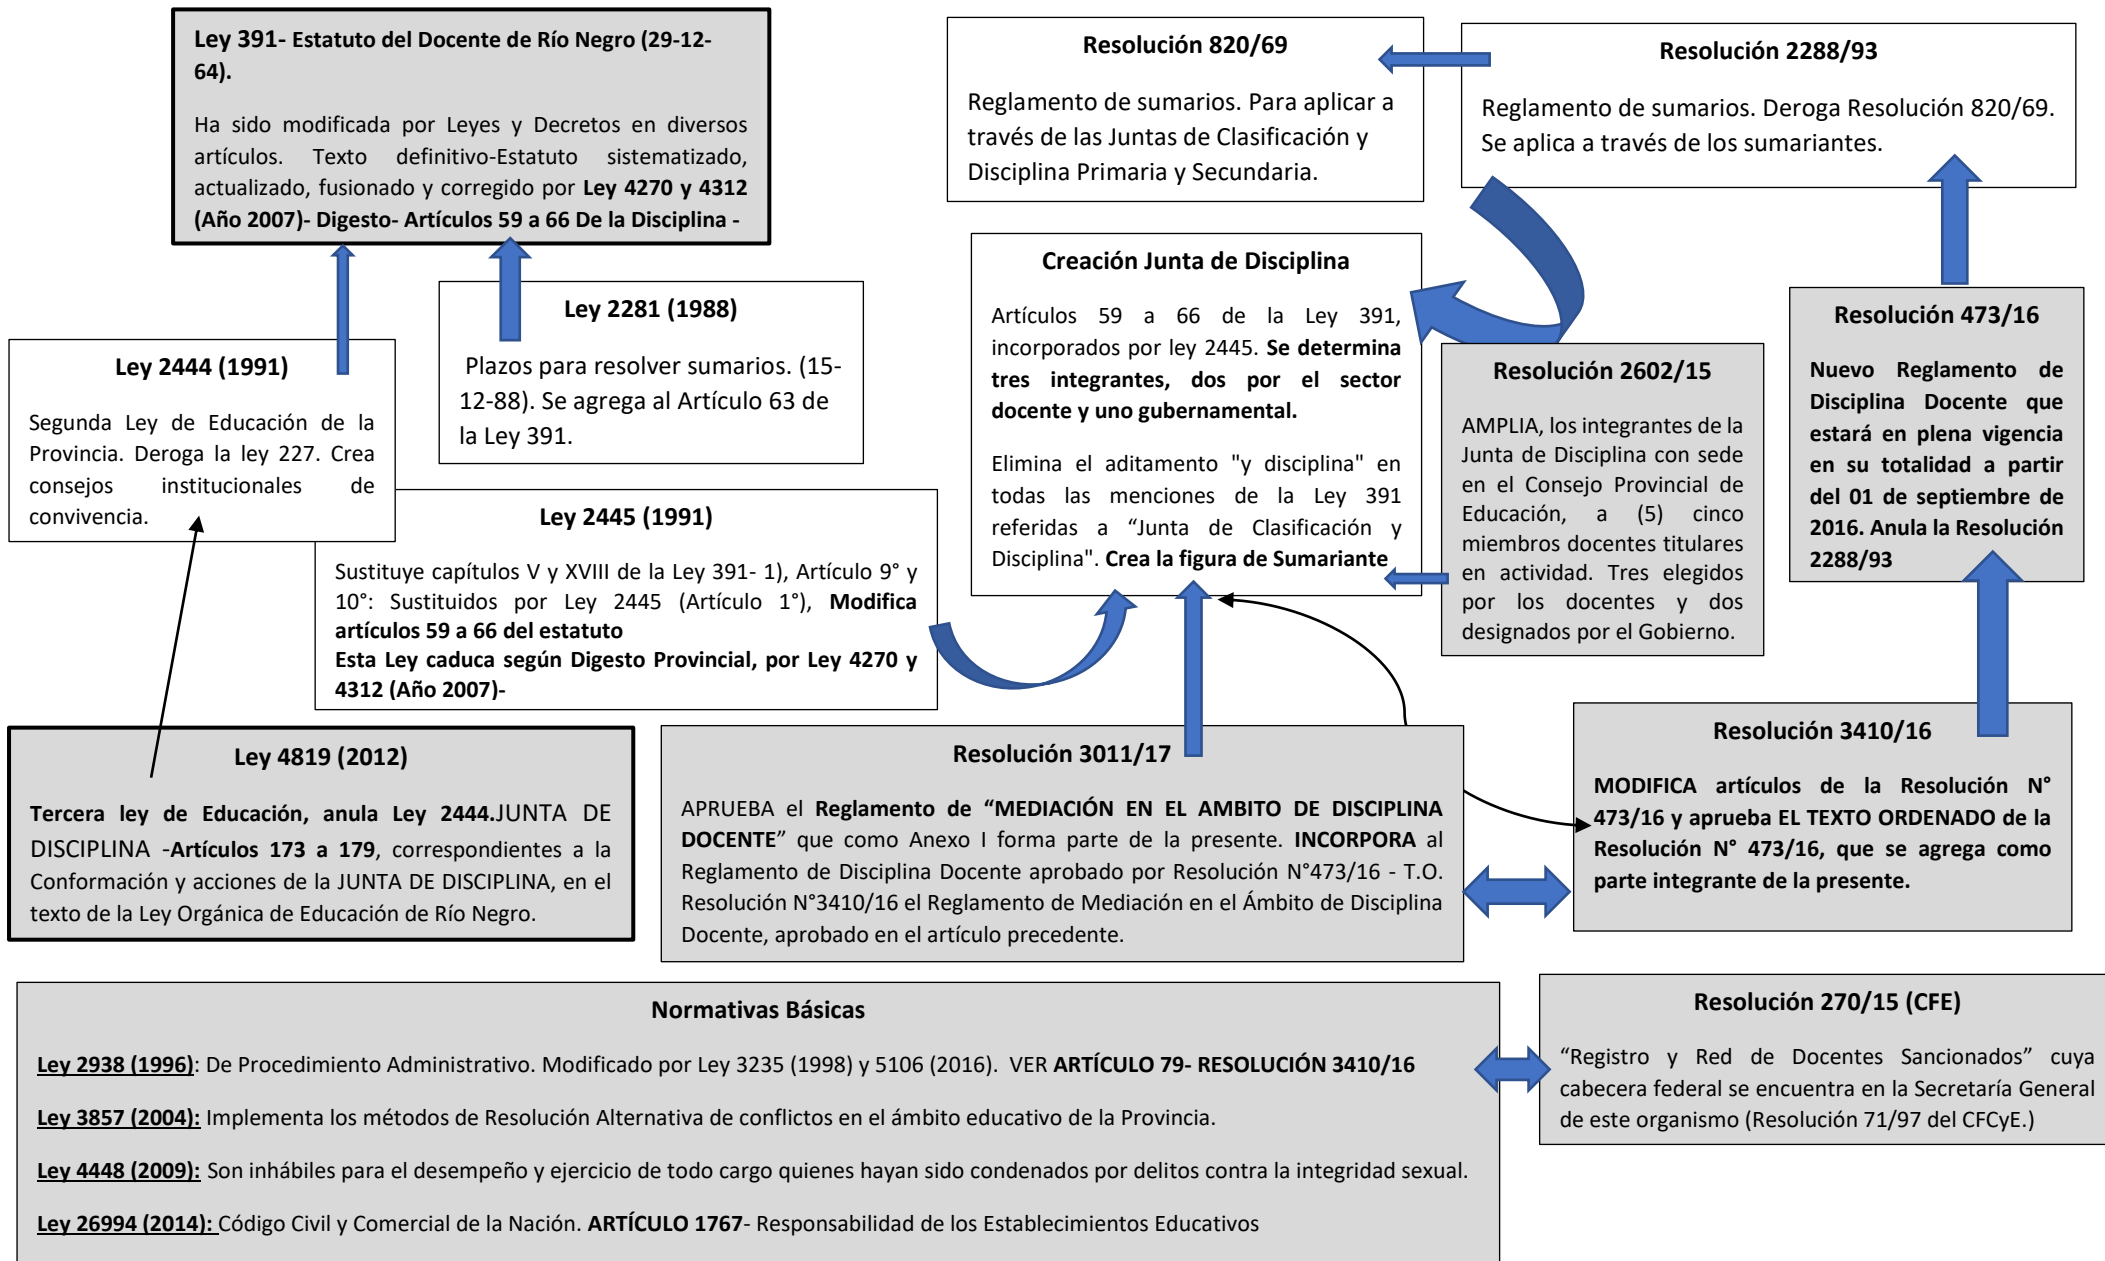 Ley 391- Estatuto del Docente de Río Negro (29-12-
64).
Ha sido modificada por Leyes y Decretos en diversos
artículos. Texto definitivo-Estatuto sistematizado,
actualizado, fusionado y corregido por Ley 4270 y 4312
(Año 2007)- Digesto- Artículos 59 a 66 De la Disciplina -
Resolución 820/69
Reglamento de sumarios. Para aplicar a
través de las Juntas de Clasificación y
Disciplina Primaria y Secundaria.
Resolución 2288/93
Reglamento de sumarios. Deroga Resolución 820/69.
Se aplica a través de los sumariantes.
Ley 2281 (1988)
Plazos para resolver sumarios. (15-
12-88). Se agrega al Artículo 63 de
la Ley 391.
Creación Junta de Disciplina
Artículos 59 a 66 de la Ley 391,
incorporados por ley 2445. Se determina
tres integrantes, dos por el sector
docente y uno gubernamental.
Elimina el aditamento "y disciplina" en
todas las menciones de la Ley 391
referidas a “Junta de Clasificación y
Disciplina". Crea la figura de Sumariante
Resolución 473/16
Nuevo Reglamento de
Disciplina Docente que
estará en plena vigencia
en su totalidad a partir
del 01 de septiembre de
2016. Anula la Resolución
2288/93
Ley 2444 (1991)
Segunda Ley de Educación de la
Provincia. Deroga la ley 227. Crea
consejos institucionales de
convivencia.
Resolución 2602/15
AMPLIA, los integrantes de la
Junta de Disciplina con sede
en el Consejo Provincial de
Educación, a (5) cinco
miembros docentes titulares
en actividad. Tres elegidos
por los docentes y dos
designados por el Gobierno.
Ley 2445 (1991)
Sustituye capítulos V y XVIII de la Ley 391- 1), Artículo 9° y
10°: Sustituidos por Ley 2445 (Artículo 1°), Modifica
artículos 59 a 66 del estatuto
Esta Ley caduca según Digesto Provincial, por Ley 4270 y
4312 (Año 2007)-
Ley 4819 (2012)
Tercera ley de Educación, anula Ley 2444.JUNTA DE
DISCIPLINA -Artículos 173 a 179, correspondientes a la
Conformación y acciones de la JUNTA DE DISCIPLINA, en el
texto de la Ley Orgánica de Educación de Río Negro.
Resolución 3011/17
APRUEBA el Reglamento de “MEDIACIÓN EN EL AMBITO DE DISCIPLINA
DOCENTE” que como Anexo I forma parte de la presente. INCORPORA al
Reglamento de Disciplina Docente aprobado por Resolución N°473/16 - T.O.
Resolución N°3410/16 el Reglamento de Mediación en el Ámbito de Disciplina
Docente, aprobado en el artículo precedente.
Resolución 3410/16
MODIFICA artículos de la Resolución N°
473/16 y aprueba EL TEXTO ORDENADO de la
Resolución N° 473/16, que se agrega como
parte integrante de la presente.
Normativas Básicas
Ley 2938 (1996): De Procedimiento Administrativo. Modificado por Ley 3235 (1998) y 5106 (2016). VER ARTÍCULO 79- RESOLUCIÓN 3410/16
Ley 3857 (2004): Implementa los métodos de Resolución Alternativa de conflictos en el ámbito educativo de la Provincia.
Ley 4448 (2009): Son inhábiles para el desempeño y ejercicio de todo cargo quienes hayan sido condenados por delitos contra la integridad sexual.
Ley 26994 (2014): Código Civil y Comercial de la Nación. ARTÍCULO 1767- Responsabilidad de los Establecimientos Educativos
Resolución 270/15 (CFE)
“Registro y Red de Docentes Sancionados” cuya
cabecera federal se encuentra en la Secretaría General
de este organismo (Resolución 71/97 del CFCyE.)